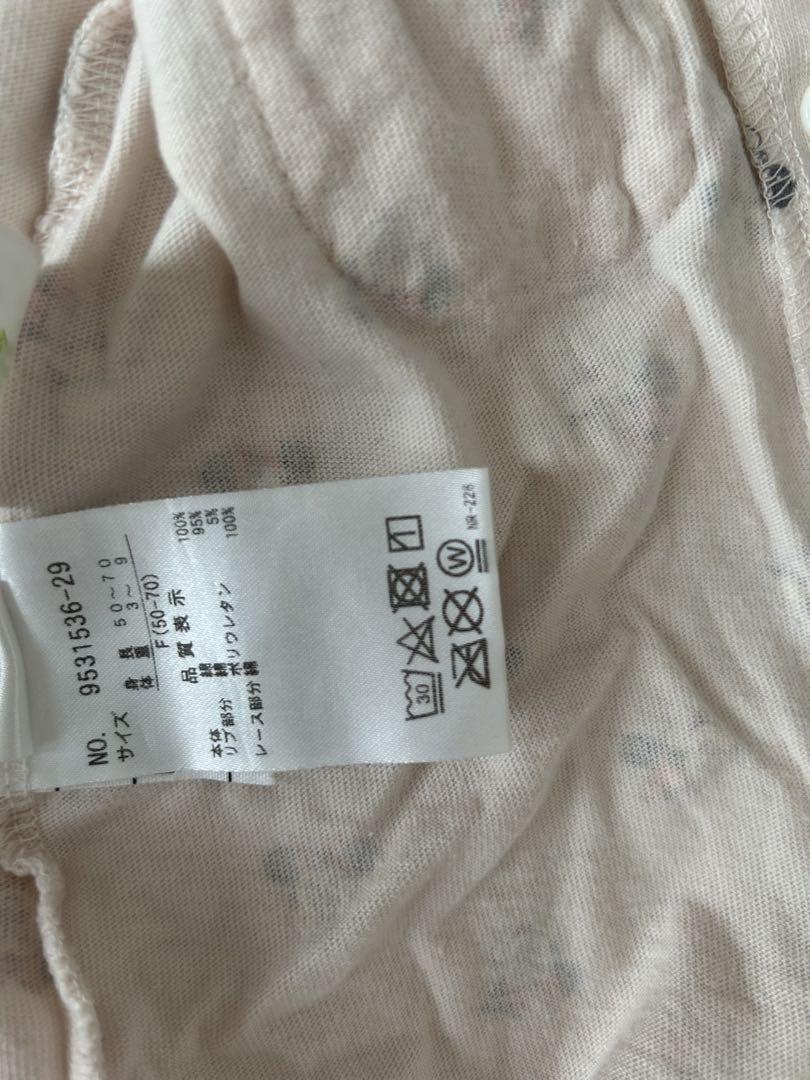 NO. 9531536-29
サイズ 身長 50〜70
体重 3〜9
F(50-70)
品質表示
本体 綿 100%
リブ部分 綿 95%
ポリウレタン 5%
レース部分 綿 100%
30
W
NR-226